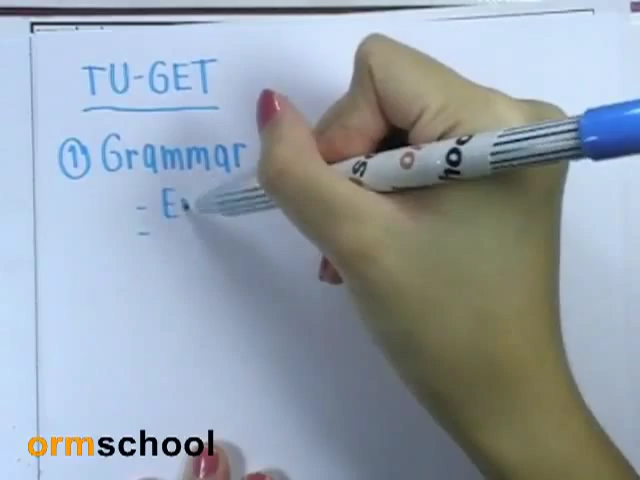 TU-GET
① Grammar
- E
-
ormschool